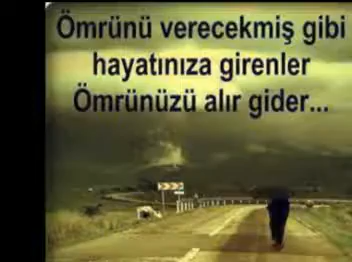 Ömrünü verecekmiş gibi
hayatınıza girenler
Ömrünüzü alır gider...